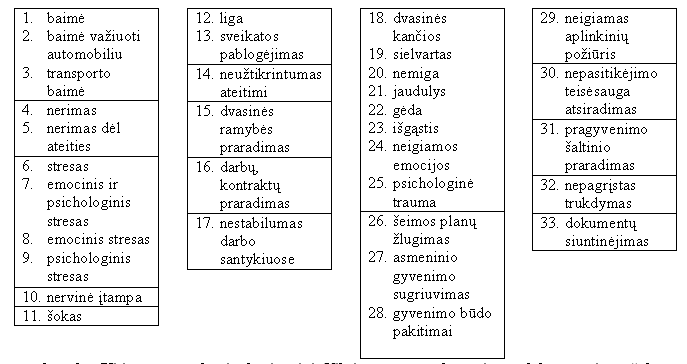 1. baimė
2. baimė važiuoti
automobiliu
3. transporto
baimė
4. nerimas
5. nerimas dėl
ateities
6. stresas
7. emocinis ir
psichologinis
stresas
8. emocinis stresas
9. psichologinis
stresas
10. nervinė įtampa
11. šokas
12. liga
13. sveikatos
pablogėjimas
14. neužtikrintumas
ateitimi
15. dvasinės
ramybės
praradimas
16. darbų,
kontraktų
praradimas
17. nestabilumas
darbo
santykiuose
18. dvasinės
kančios
19. sielvartas
20. nemiga
21. jaudulys
22. gėda
23. išgąstis
24. neigiamos
emocijos
25. psichologinė
trauma
26. šeimos planų
žlugimas
27. asmeninio
gyvenimo
sugriuvimas
28. gyvenimo būdo
pakitimai
29. neigiamas
aplinkinių
požiūris
30. nepasitikėjimo
teisėsauga
atsiradimas
31. pragyvenimo
šaltinio
praradimas
32. nepagrįstas
trukdymas
33. dokumentų
siuntinėjimas